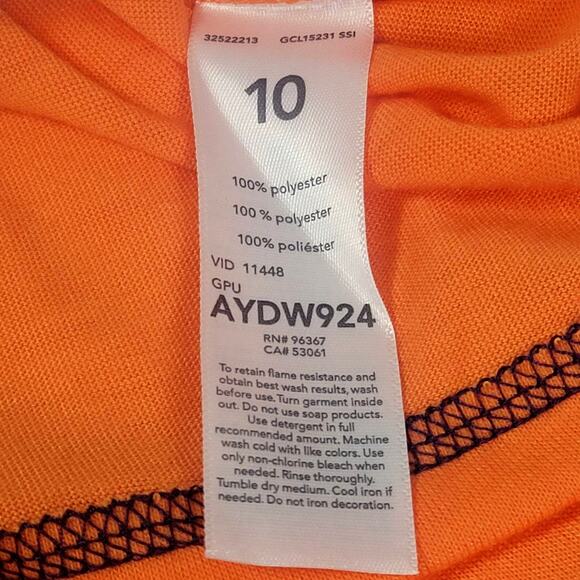 32522213 GCL15231 SSI
10
100% polyester
100 % polyester
100% poliéster
VID 11448
GPU
AYDW924
RN# 96367
CA# 53061
To retain flame resistance and
obtain best wash results, wash
before use. Turn garment inside
out. Do not use soap products.
Use detergent in full
recommended amount. Machine
wash cold with like colors. Use
only non-chlorine bleach when
needed. Rinse thoroughly.
Tumble dry medium. Cool iron if
needed. Do not iron decoration.